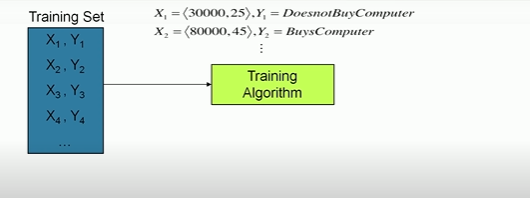 Training Set
X₁ , Y₁
X₂ , Y₂
X₃ , Y₃
X₄ , Y₄
...
X₁ = ⟨30000,25⟩,Y₁ = DoesnotBuyComputer
X₂ = ⟨80000,45⟩,Y₂ = BuysComputer
⋮
Training
Algorithm